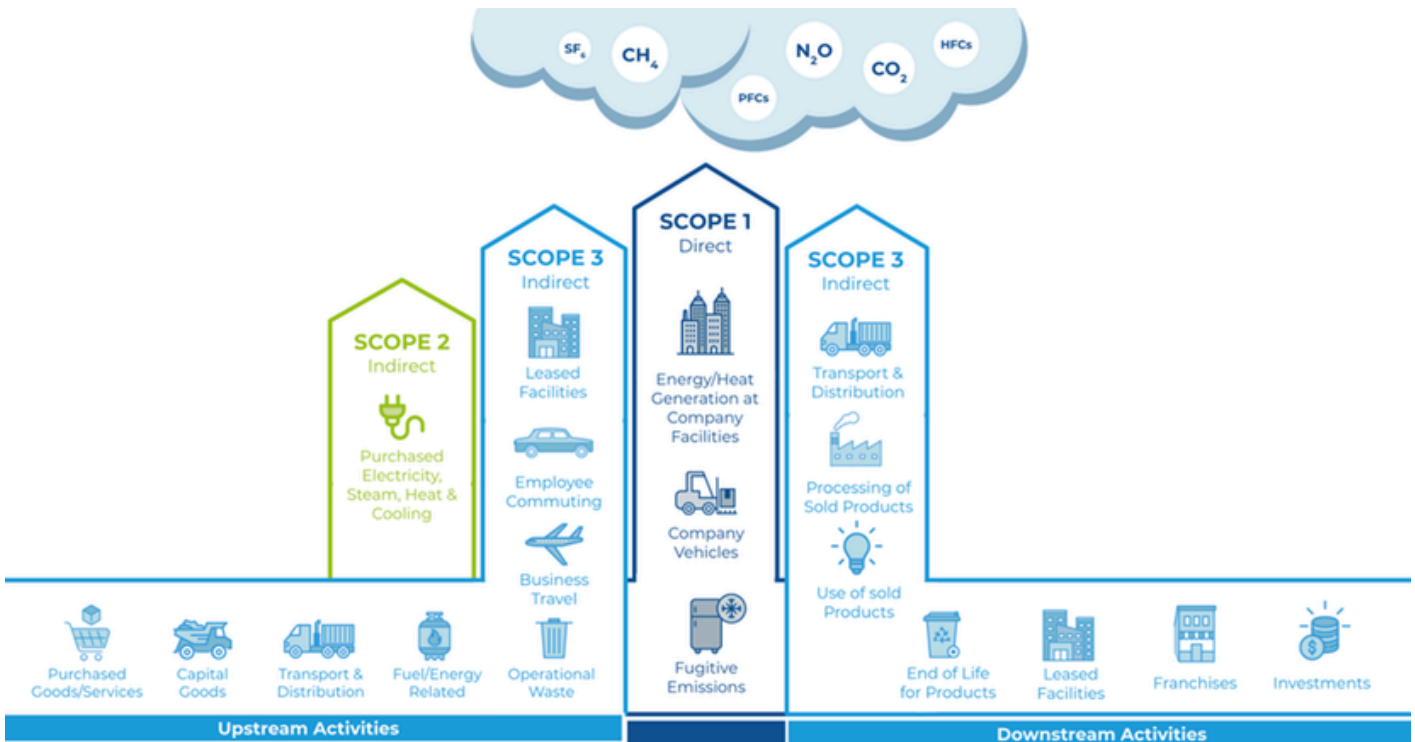 SF₆
CH₄
N₂O
CO₂
HFCs
PFCs
SCOPE 2
Indirect
Purchased
Electricity,
Steam, Heat &
Cooling
SCOPE 3
Indirect
Leased
Facilities
Employee
Commuting
Business
Travel
SCOPE 1
Direct
Energy/Heat
Generation at
Company
Facilities
Company
Vehicles
Fugitive
Emissions
SCOPE 3
Indirect
Transport &
Distribution
Processing of
Sold Products
Use of sold
Products
Purchased
Goods/Services
Capital
Goods
Transport &
Distribution
Fuel/Energy
Related
Operational
Waste
End of Life
for Products
Leased
Facilities
Franchises
Investments
Upstream Activities
Downstream Activities